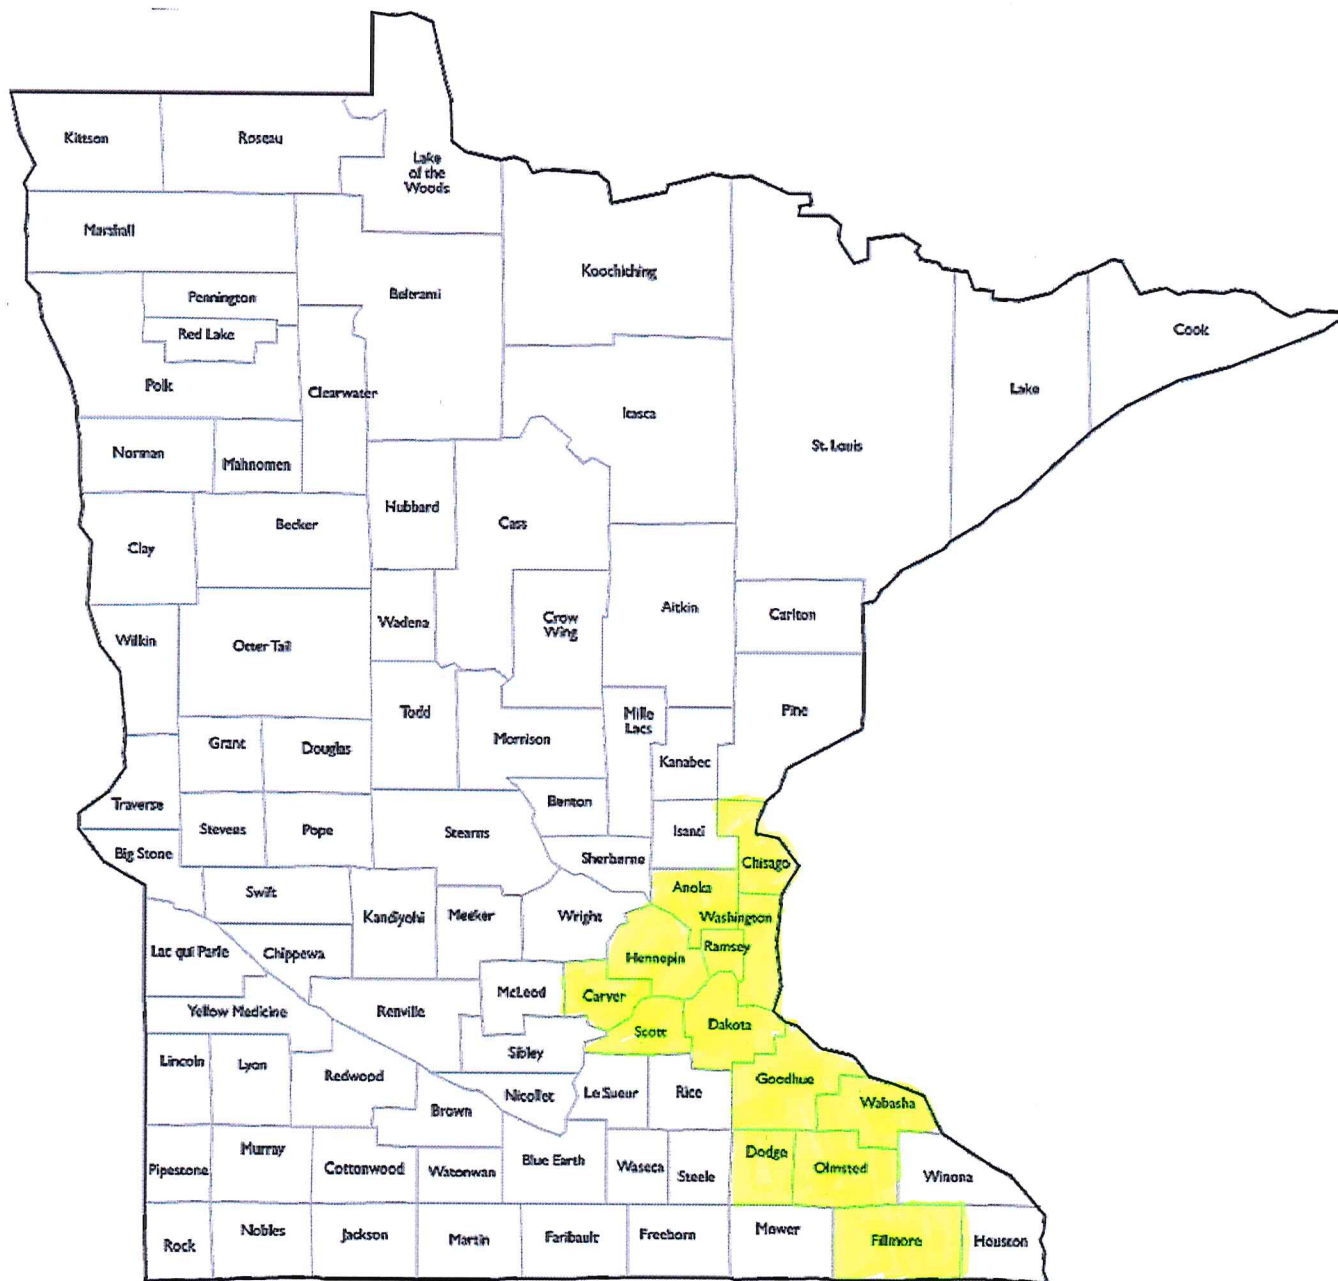 Kittson
Roseau
Lake
of the
Woods
Marshall
Koochiching
Pennington
Beltrami
Red Lake
Cook
Polk
Clearwater
Lake
Itasca
St. Louis
Norman
Mahnomen
Hubbard
Cass
Becker
Clay
Aitkin
Carlton
Crow
Wing
Wadena
Wilkin
Otter Tail
Todd
Mille
Lacs
Pine
Morrison
Grant
Douglas
Kanabec
Traverse
Benton
Stevens
Pope
Stearns
Isanti
Big Stone
Sherburne
Chisago
Swift
Anoka
Kandiyohi
Meeker
Wright
Washington
Lac qui Parle
Chippewa
Ramsey
Hennepin
McLeod
Carver
Yellow Medicine
Renville
Scott
Dakota
Sibley
Lincoln
Lyon
Redwood
Goodhue
Nicollet
Le Sueur
Rice
Wabasha
Brown
Murray
Dodge
Pipestone
Cottonwood
Watonwan
Blue Earth
Waseca
Steele
Olmsted
Winona
Rock
Nobles
Jackson
Martin
Faribault
Freeborn
Mower
Fillmore
Houston